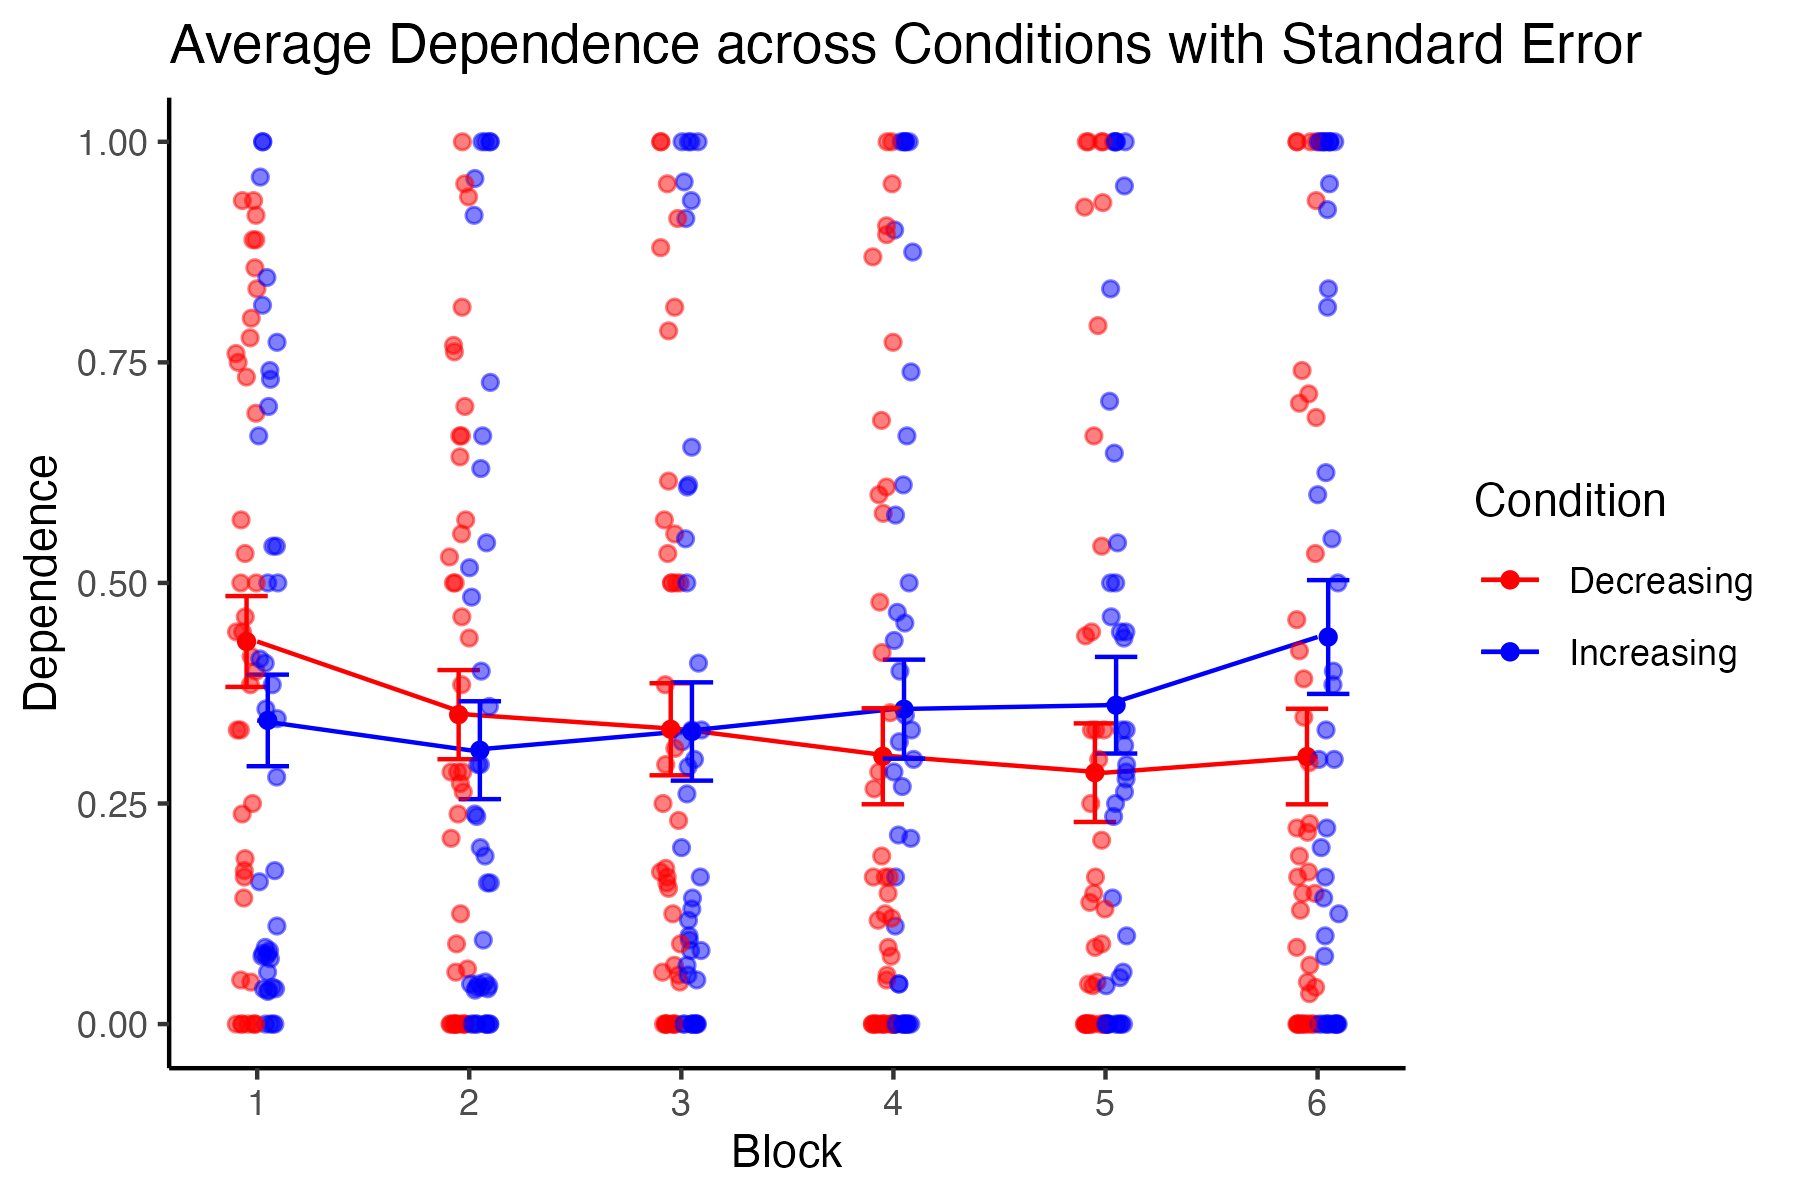 Average Dependence across Conditions with Standard Error
1.00
0.75
0.50
0.25
0.00
Dependence
1 2 3 4 5 6
Block
Condition
Decreasing
Increasing